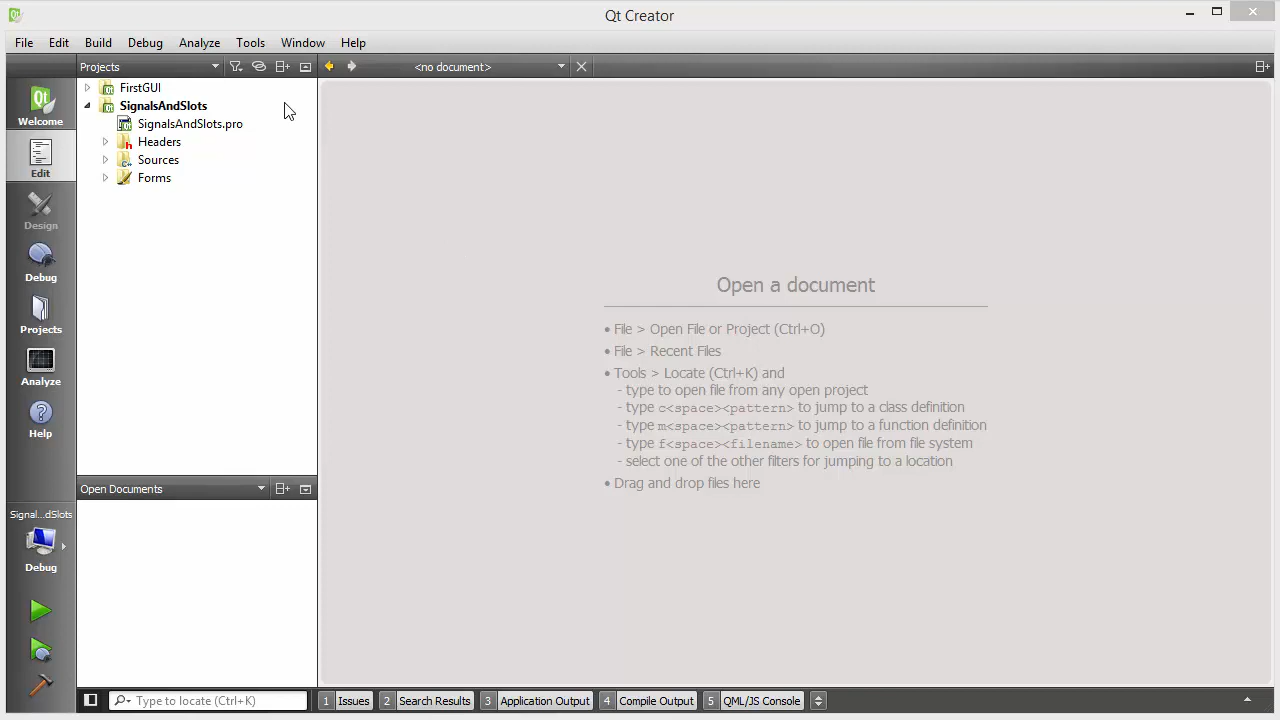 Qt Creator
File Edit Build Debug Analyze Tools Window Help
Projects
<no document>
FirstGUI
SignalsAndSlots
SignalsAndSlots.pro
Headers
Sources
Forms
Welcome
Edit
Design
Debug
Projects
Analyze
Help
Open a document
• File > Open File or Project (Ctrl+O)
• File > Recent Files
• Tools > Locate (Ctrl+K) and
- type to open file from any open project
- type c<space><pattern> to jump to a class definition
- type m<space><pattern> to jump to a function definition
- type f<space><filename> to open file from file system
- select one of the other filters for jumping to a location
• Drag and drop files here
Open Documents
Signal...dSlots
Debug
Type to locate (Ctrl+K)
1 Issues 2 Search Results 3 Application Output 4 Compile Output 5 QML/JS Console